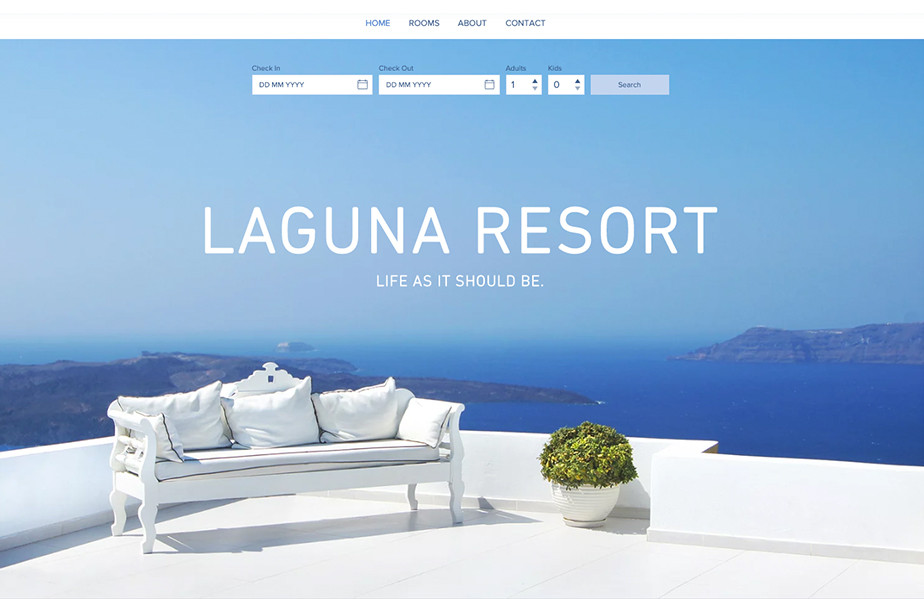 HOME ROOMS ABOUT CONTACT
Check In Check Out Adults Kids
DD MM YYYY DD MM YYYY 1 0 Search
LAGUNA RESORT
LIFE AS IT SHOULD BE.